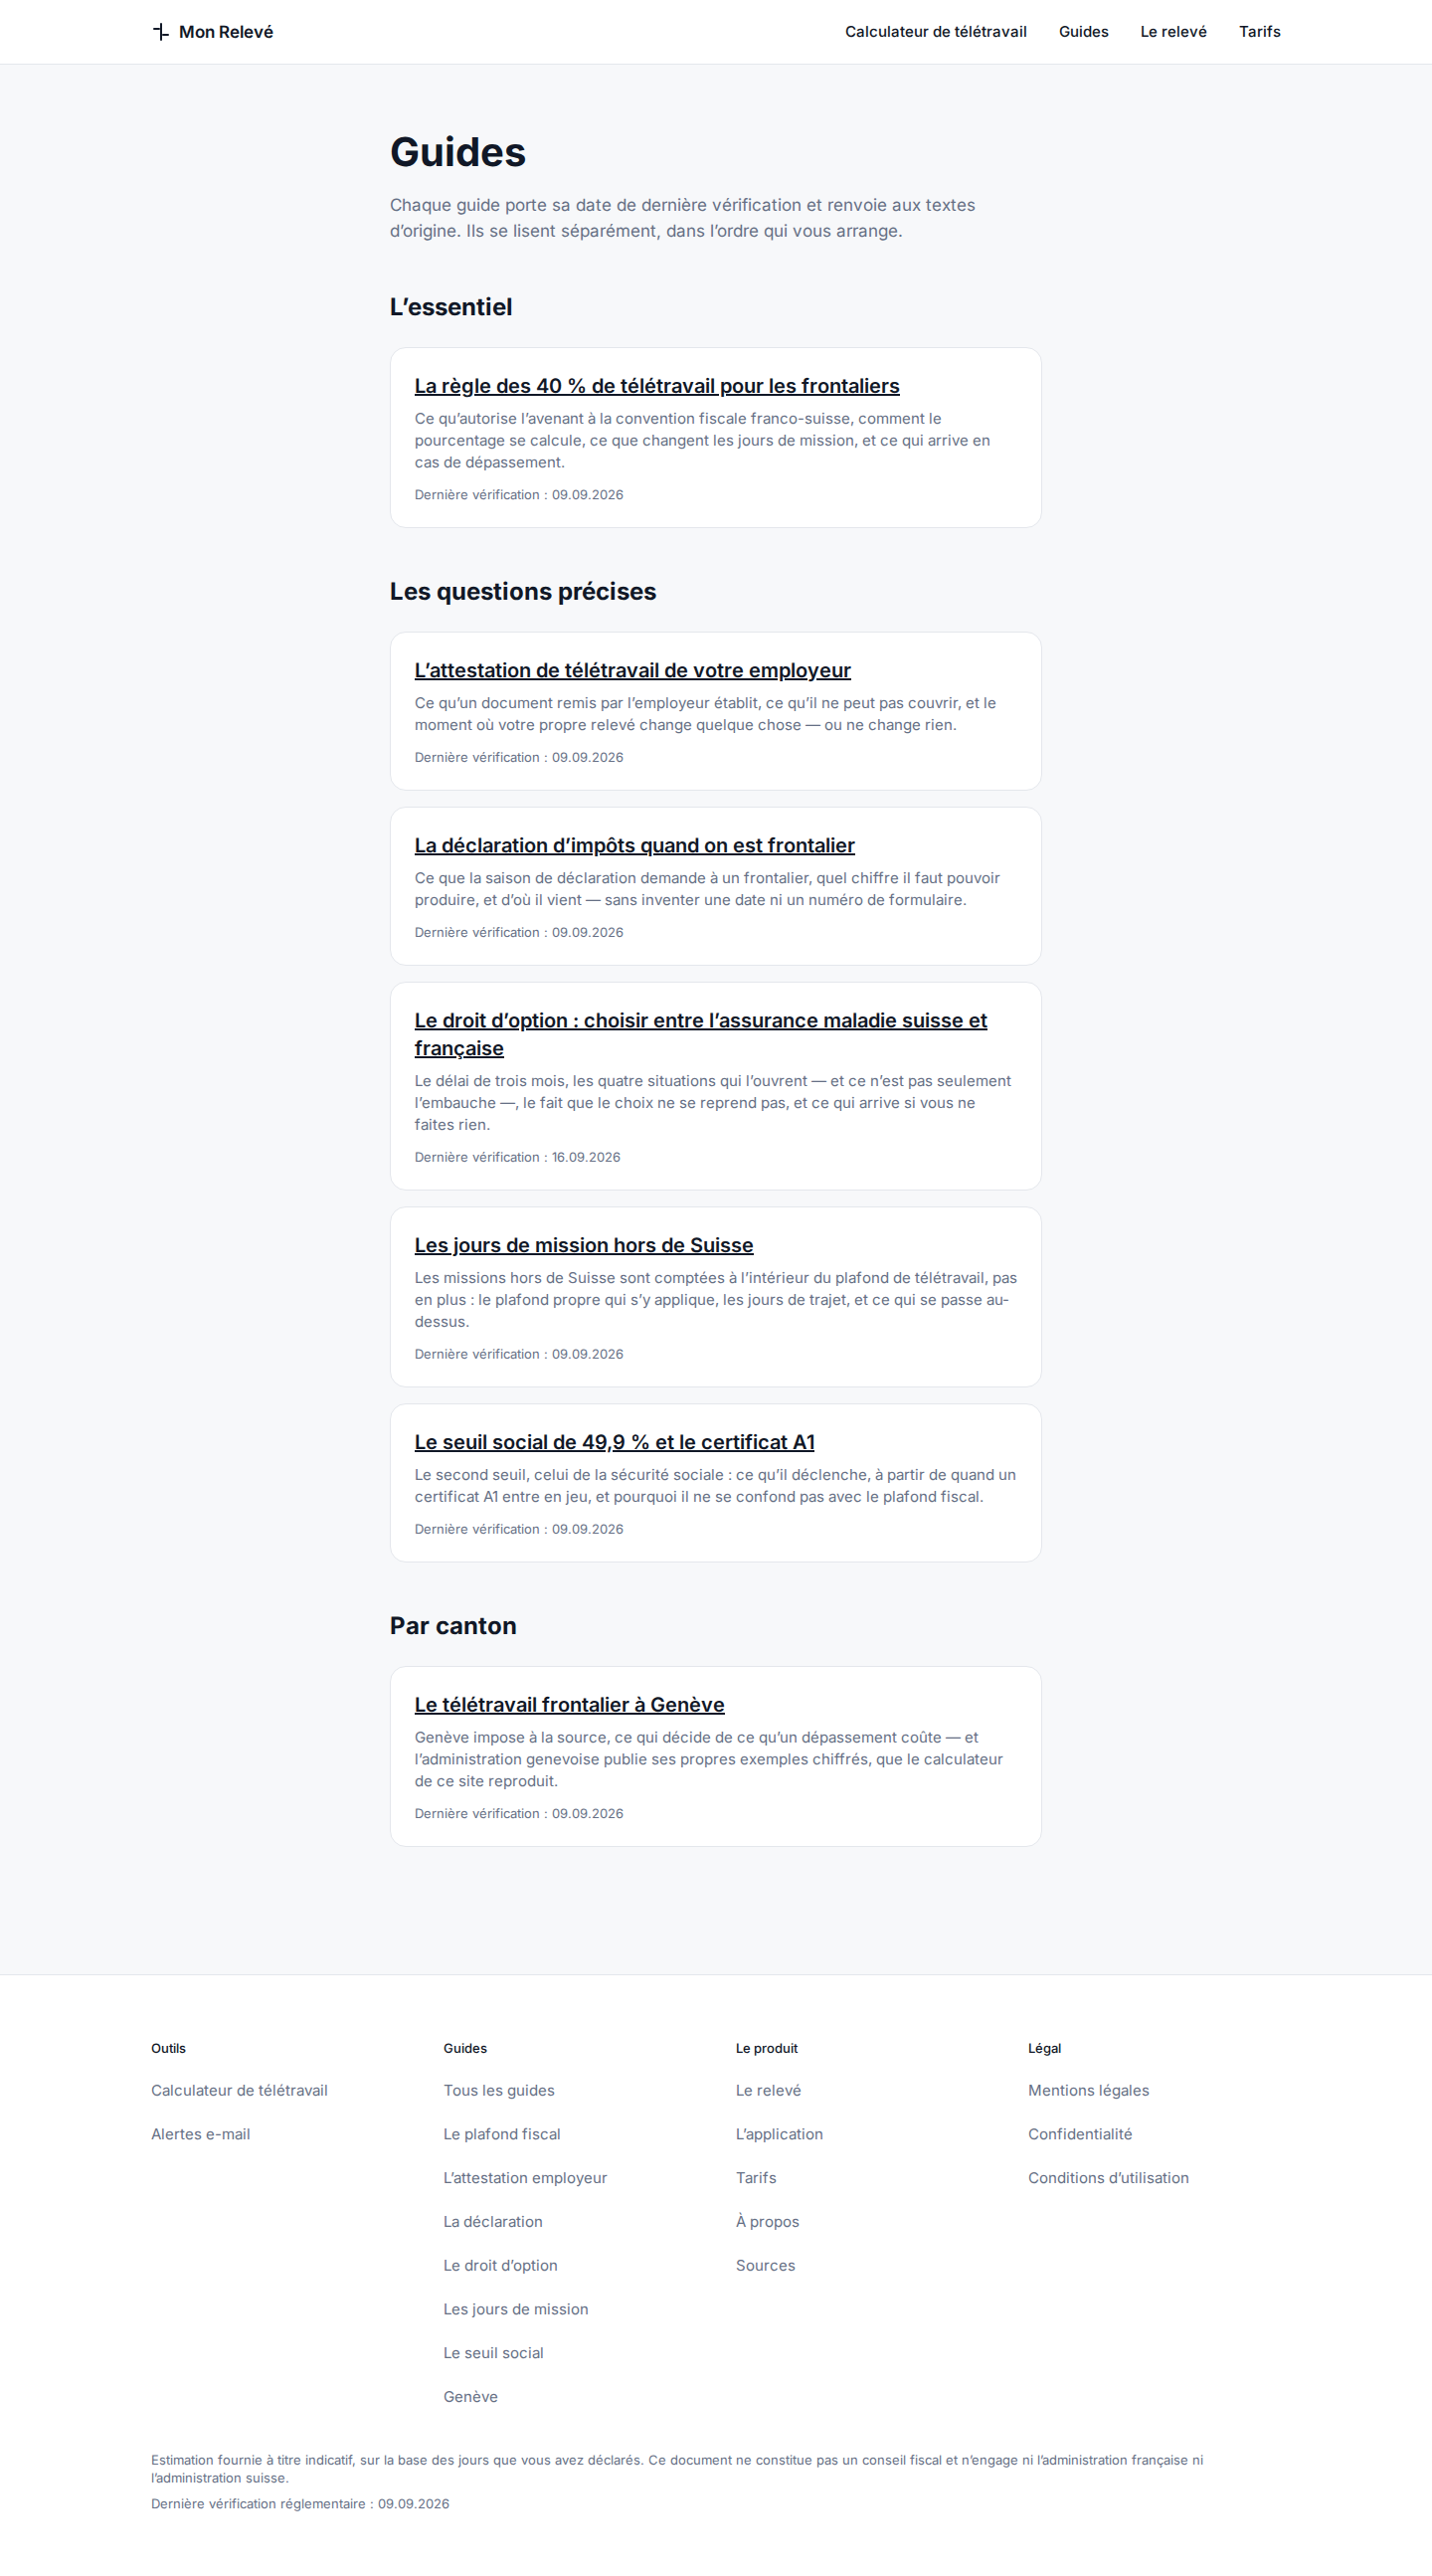 Mon Relevé
Calculateur de télétravail
Guides
Le relevé
Tarifs
Guides
Chaque guide porte sa date de dernière vérification et renvoie aux textes
d’origine. Ils se lisent séparément, dans l’ordre qui vous arrange.
L’essentiel
La règle des 40 % de télétravail pour les frontaliers
Ce qu’autorise l’avenant à la convention fiscale franco-suisse, comment le
pourcentage se calcule, ce que changent les jours de mission, et ce qui arrive en
cas de dépassement.
Dernière vérification : 09.09.2026
Les questions précises
L’attestation de télétravail de votre employeur
Ce qu’un document remis par l’employeur établit, ce qu’il ne peut pas couvrir, et le
moment où votre propre relevé change quelque chose — ou ne change rien.
Dernière vérification : 09.09.2026
La déclaration d’impôts quand on est frontalier
Ce que la saison de déclaration demande à un frontalier, quel chiffre il faut pouvoir
produire, et d’où il vient — sans inventer une date ni un numéro de formulaire.
Dernière vérification : 09.09.2026
Le droit d’option : choisir entre l’assurance maladie suisse et
française
Le délai de trois mois, les quatre situations qui l’ouvrent — et ce n’est pas seulement
l’embauche —, le fait que le choix ne se reprend pas, et ce qui arrive si vous ne
faites rien.
Dernière vérification : 16.09.2026
Les jours de mission hors de Suisse
Les missions hors de Suisse sont comptées à l’intérieur du plafond de télétravail, pas
en plus : le plafond propre qui s’y applique, les jours de trajet, et ce qui se passe au-
dessus.
Dernière vérification : 09.09.2026
Le seuil social de 49,9 % et le certificat A1
Le second seuil, celui de la sécurité sociale : ce qu’il déclenche, à partir de quand un
certificat A1 entre en jeu, et pourquoi il ne se confond pas avec le plafond fiscal.
Dernière vérification : 09.09.2026
Par canton
Le télétravail frontalier à Genève
Genève impose à la source, ce qui décide de ce qu’un dépassement coûte — et
l’administration genevoise publie ses propres exemples chiffrés, que le calculateur
de ce site reproduit.
Dernière vérification : 09.09.2026
Outils
Calculateur de télétravail
Alertes e-mail
Guides
Tous les guides
Le plafond fiscal
L’attestation employeur
La déclaration
Le droit d’option
Les jours de mission
Le seuil social
Genève
Le produit
Le relevé
L’application
Tarifs
À propos
Sources
Légal
Mentions légales
Confidentialité
Conditions d’utilisation
Estimation fournie à titre indicatif, sur la base des jours que vous avez déclarés. Ce document ne constitue pas un conseil fiscal et n’engage ni l’administration française ni
l’administration suisse.
Dernière vérification réglementaire : 09.09.2026